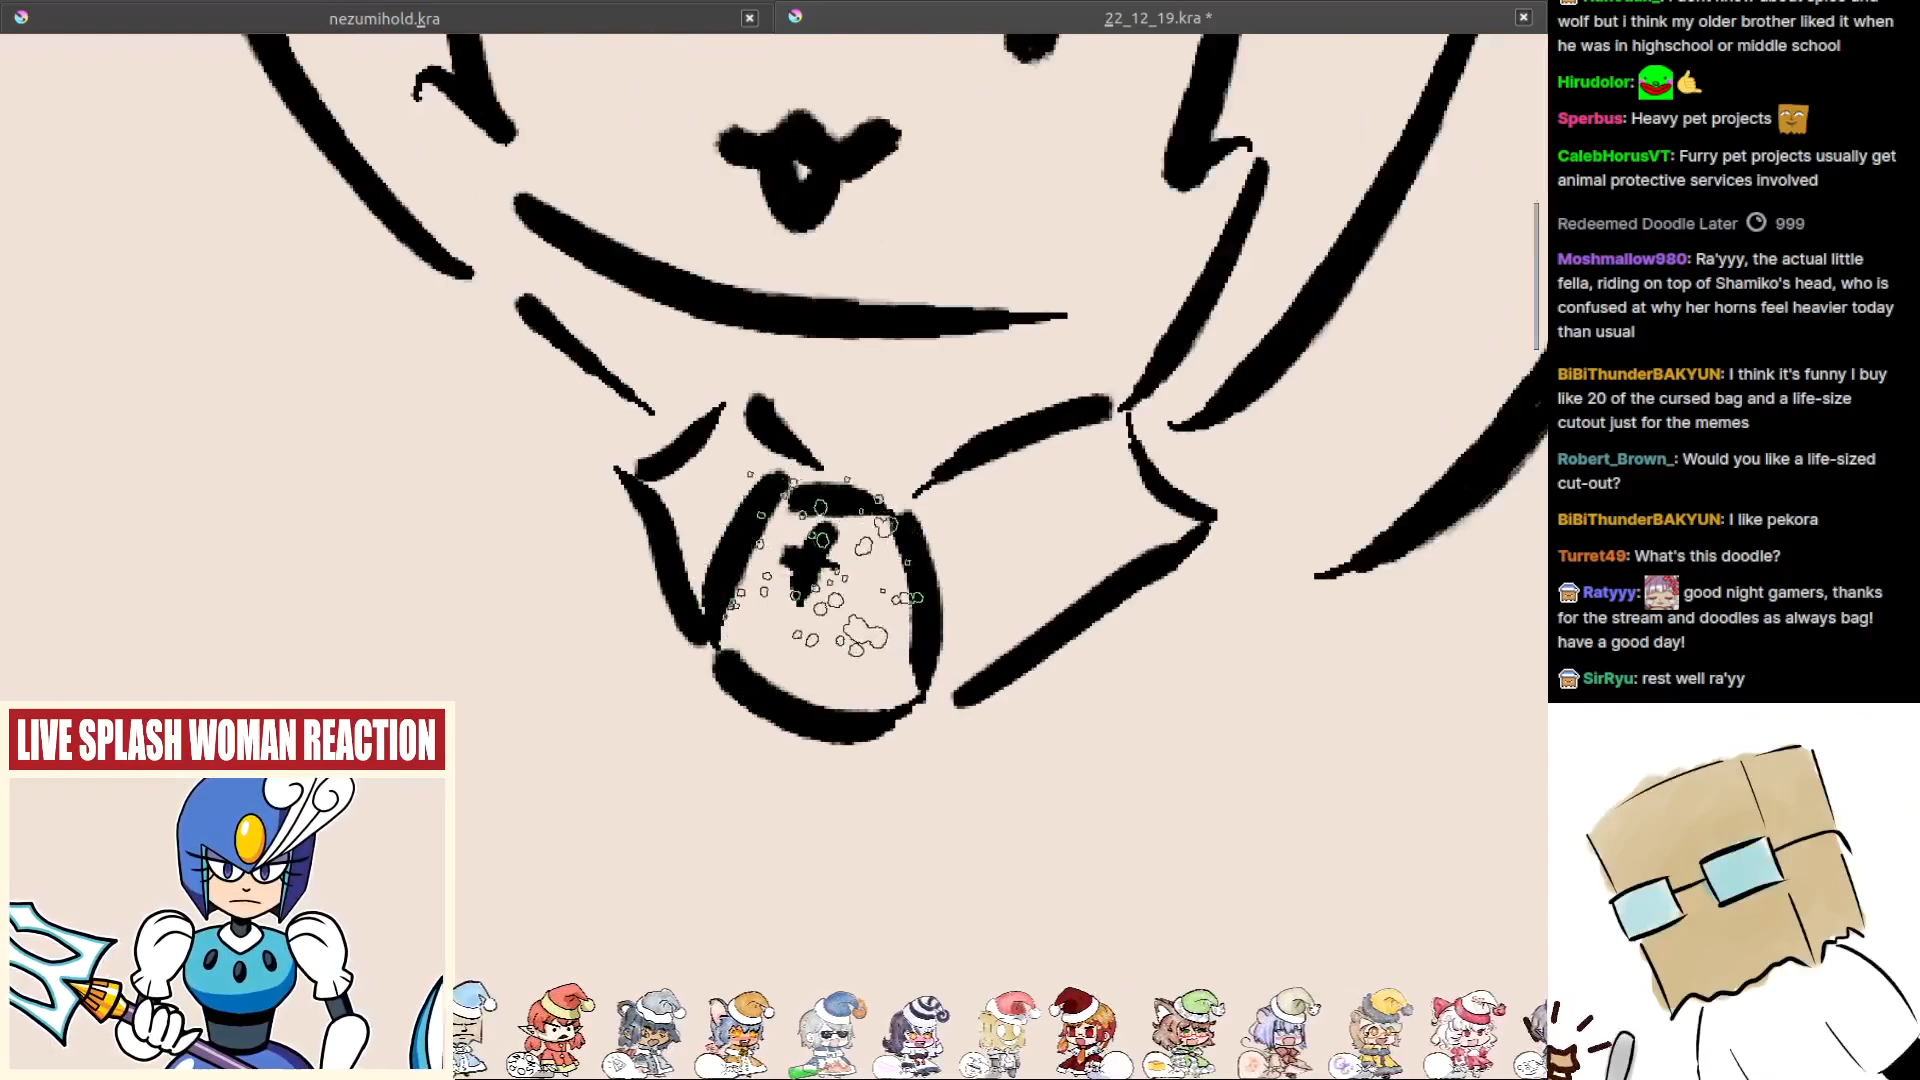 nezumihold.kra
22_12_19.kra *
wolf but i think my older brother liked it when
he was in highschool or middle school
Hirudolor:
Sperbus: Heavy pet projects
CalebHorusVT: Furry pet projects usually get
animal protective services involved
Redeemed Doodle Later 999
Moshmallow980: Ra'yyy, the actual little
fella, riding on top of Shamiko's head, who is
confused at why her horns feel heavier today
than usual
BiBiThunderBAKYUN: I think it's funny I buy
like 20 of the cursed bag and a life-size
cutout just for the memes
Robert_Brown_: Would you like a life-sized
cut-out?
BiBiThunderBAKYUN: I like pekora
Turret49: What's this doodle?
Ratyyy: good night gamers, thanks
for the stream and doodles as always bag!
have a good day!
SirRyu: rest well ra'yy
LIVE SPLASH WOMAN REACTION